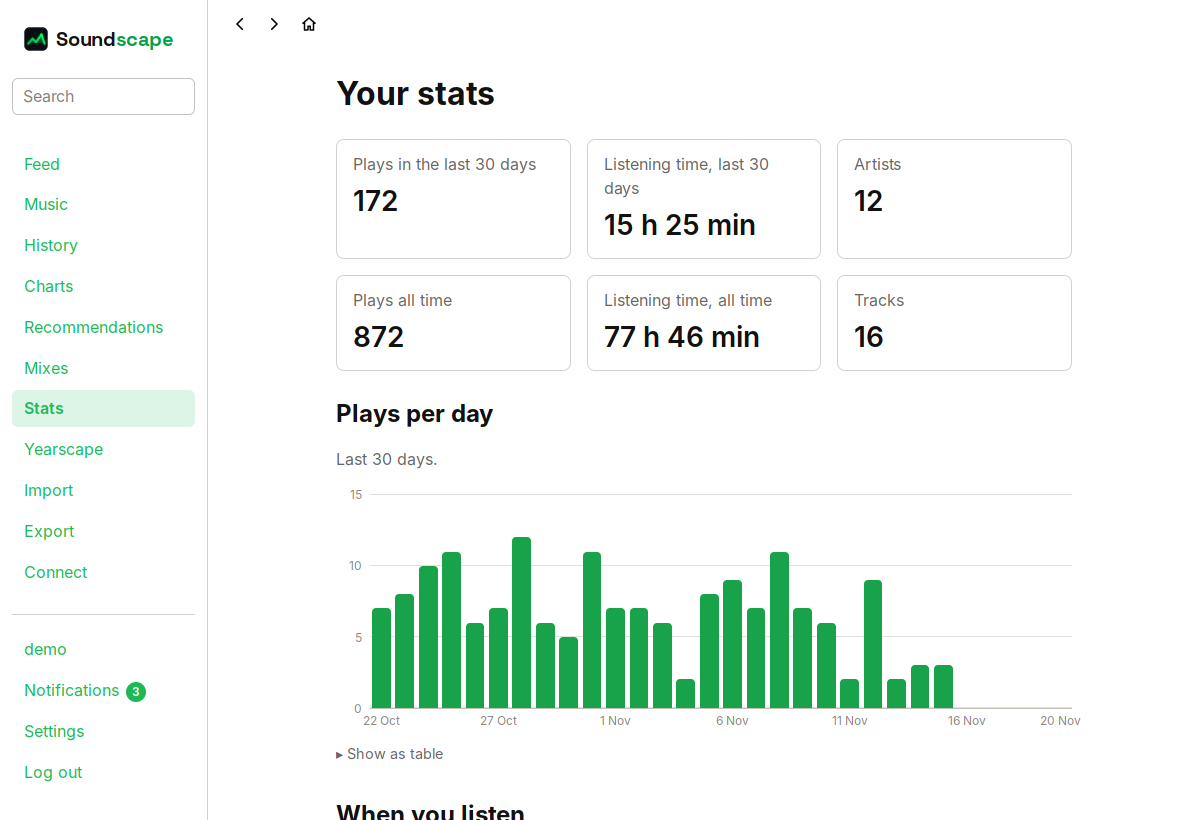 Soundscape
Search
Feed
Music
History
Charts
Recommendations
Mixes
Stats
Yearscape
Import
Export
Connect
demo
Notifications 3
Settings
Log out
Your stats
Plays in the last 30 days
172
Listening time, last 30
days
15 h 25 min
Artists
12
Plays all time
872
Listening time, all time
77 h 46 min
Tracks
16
Plays per day
Last 30 days.
15
10
5
0
22 Oct 27 Oct 1 Nov 6 Nov 11 Nov 16 Nov 20 Nov
▸ Show as table
When you listen